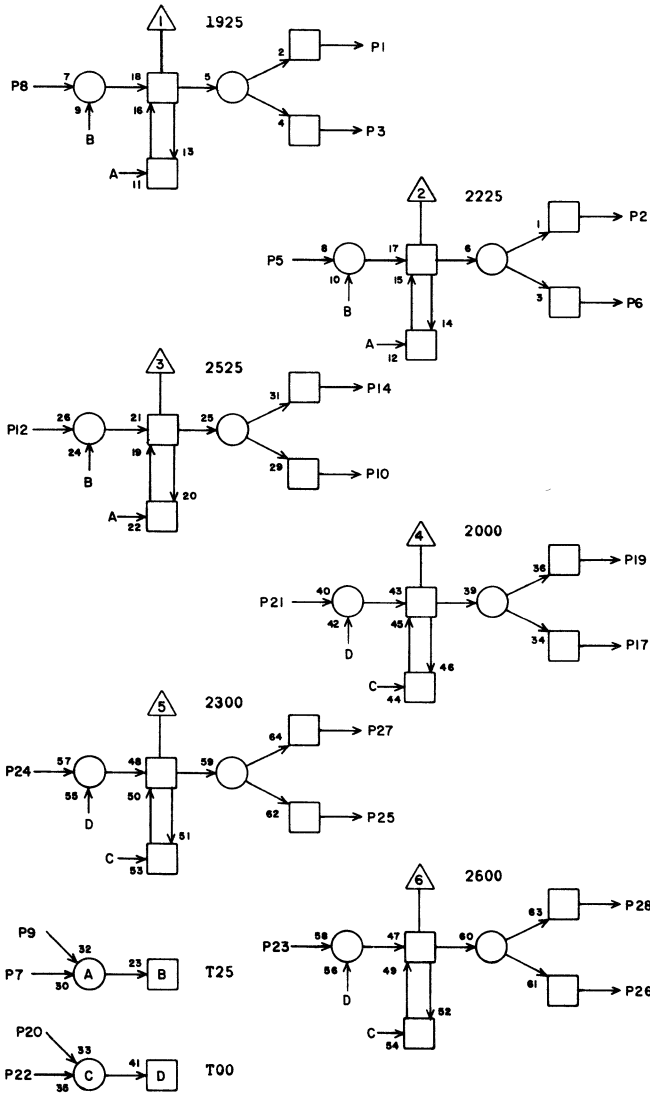 1 1925
2 P1
P8 7 18 5
9 16
B
4 P3
13
A 11
2 2225
1 P2
P5 8 17 6
10 15
B
3 P6
14
A 12
3 2525
31 P14
P12 26 21 25
24 19
B
29 P10
20
A 22
4 2000
36 P19
P21 40 43 39
42 45
D
34 P17
46
C 44
5 2300
64 P27
P24 57 48 59
55 50
D
62 P25
51
C 53
6 2600
63 P28
P23 58 47 60
56 49
D
61 P26
52
C 54
P9 32
P7 30 A 23 B T25
P20 33
P22 35 C 41 D T00